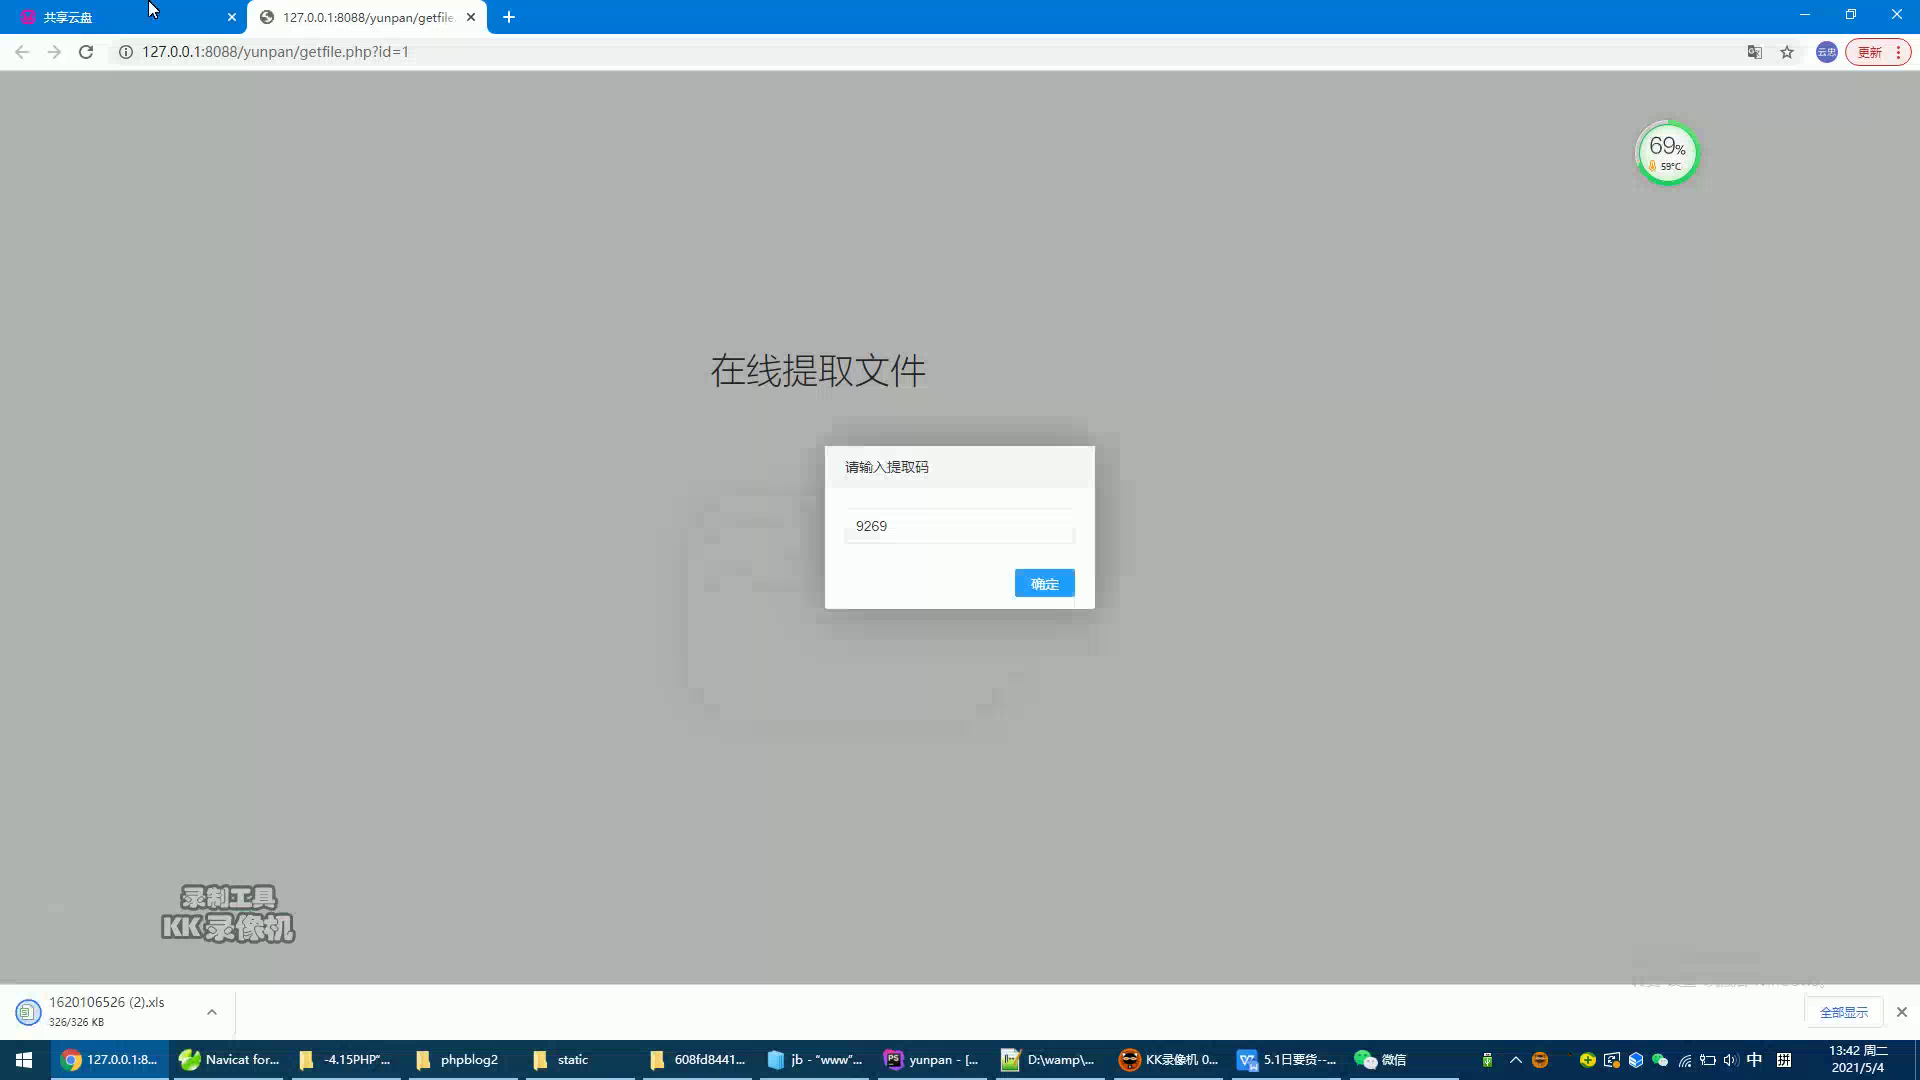 共享云盘
127.0.0.1:8088/yunpan/getfile
127.0.0.1:8088/yunpan/getfile.php?id=1
云忠
更新
69%
59°C
在线提取文件
请输入提取码
9269
确定
录制工具
KK录像机
1620106526 (2).xls
326/326 KB
全部显示
127.0.0.1:8...
Navicat for...
-4.15PHP“...
phpblog2
static
608fd8441...
jb - “www”...
yunpan - [...
D:\wamp\...
KK录像机 0...
5.1日要货--...
微信
中
拼
13:42 周二
2021/5/4